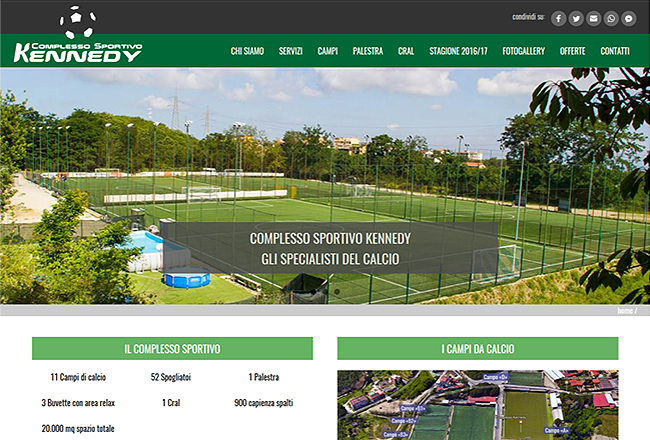 condividi su:
COMPLESSO SPORTIVO
KENNEDY
CHI SIAMO SERVIZI CAMPI PALESTRA CRAL STAGIONE 2016/17 FOTOGALLERY OFFERTE CONTATTI
COMPLESSO SPORTIVO KENNEDY
GLI SPECIALISTI DEL CALCIO
home /
IL COMPLESSO SPORTIVO
11 Campi di calcio 52 Spogliatoi 1 Palestra
3 Buvette con area relax 1 Cral 900 capienza spalti
20.000 mq spazio totale
I CAMPI DA CALCIO
Campo «D»
Campo «B1»
Campo «B2»
Campo «B3»
Campo «A»